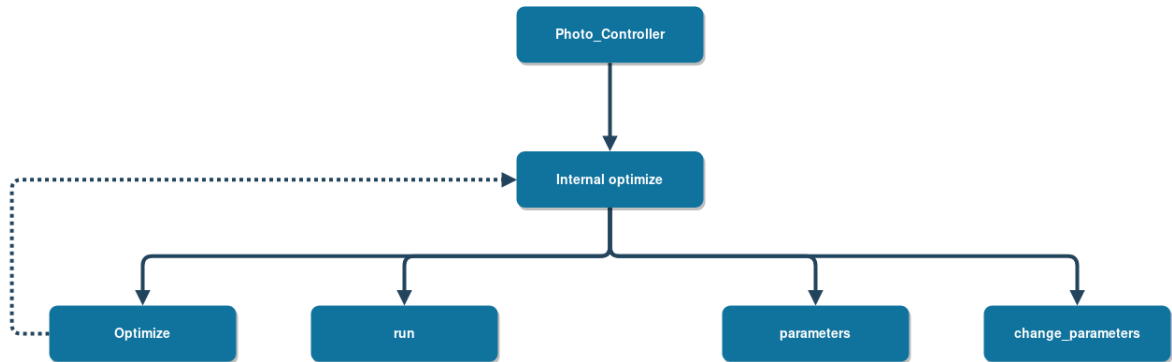 Photo_Controller
Internal optimize
Optimize
run
parameters
change_parameters